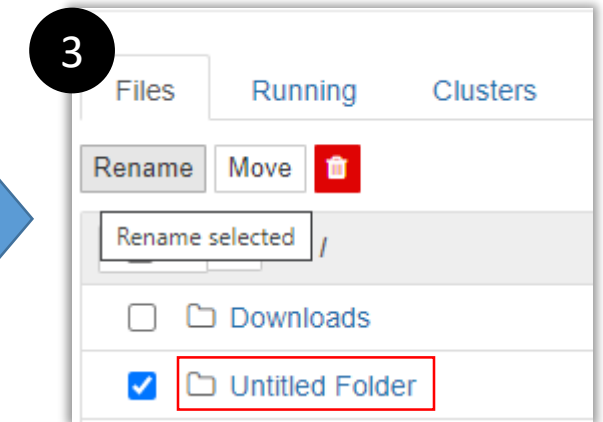 3
Files Running Clusters
Rename Move
Rename selected /
Downloads
Untitled Folder